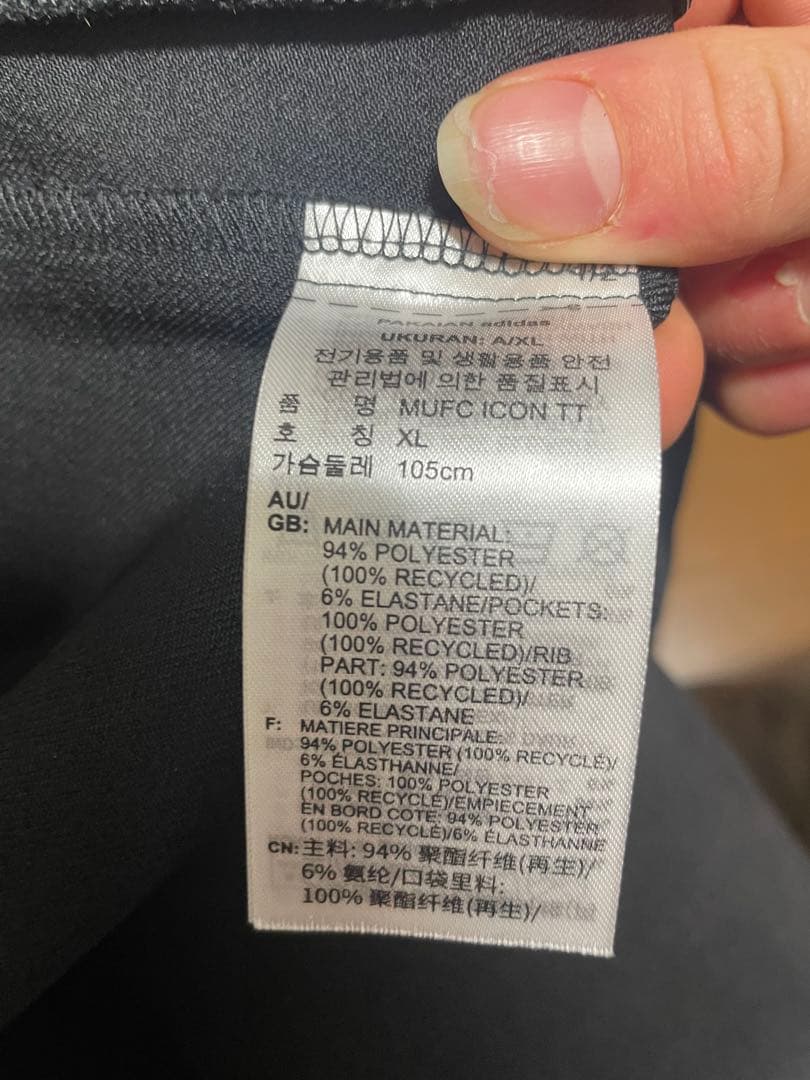 PAKAIAN adidas
UKURAN: A/XL
전기용품 및 생활용품 안전
관리법에 의한 품질표시
품 명 MUFC ICON TT
호 칭 XL
가슴둘레 105cm
AU/
GB: MAIN MATERIAL:
94% POLYESTER
(100% RECYCLED)/
6% ELASTANE/POCKETS:
100% POLYESTER
(100% RECYCLED)/RIB
PART: 94% POLYESTER
(100% RECYCLED)/
6% ELASTANE
F: MATIERE PRINCIPALE:
94% POLYESTER (100% RECYCLÉ)/
6% ÉLASTHANNE/
POCHES: 100% POLYESTER
(100% RECYCLÉ)/EMPIECEMENT
EN BORD COTE: 94% POLYESTER
(100% RECYCLÉ)/6% ÉLASTHANNE
CN: 主料: 94% 聚酯纤维(再生)/
6% 氨纶/口袋里料:
100% 聚酯纤维(再生)/